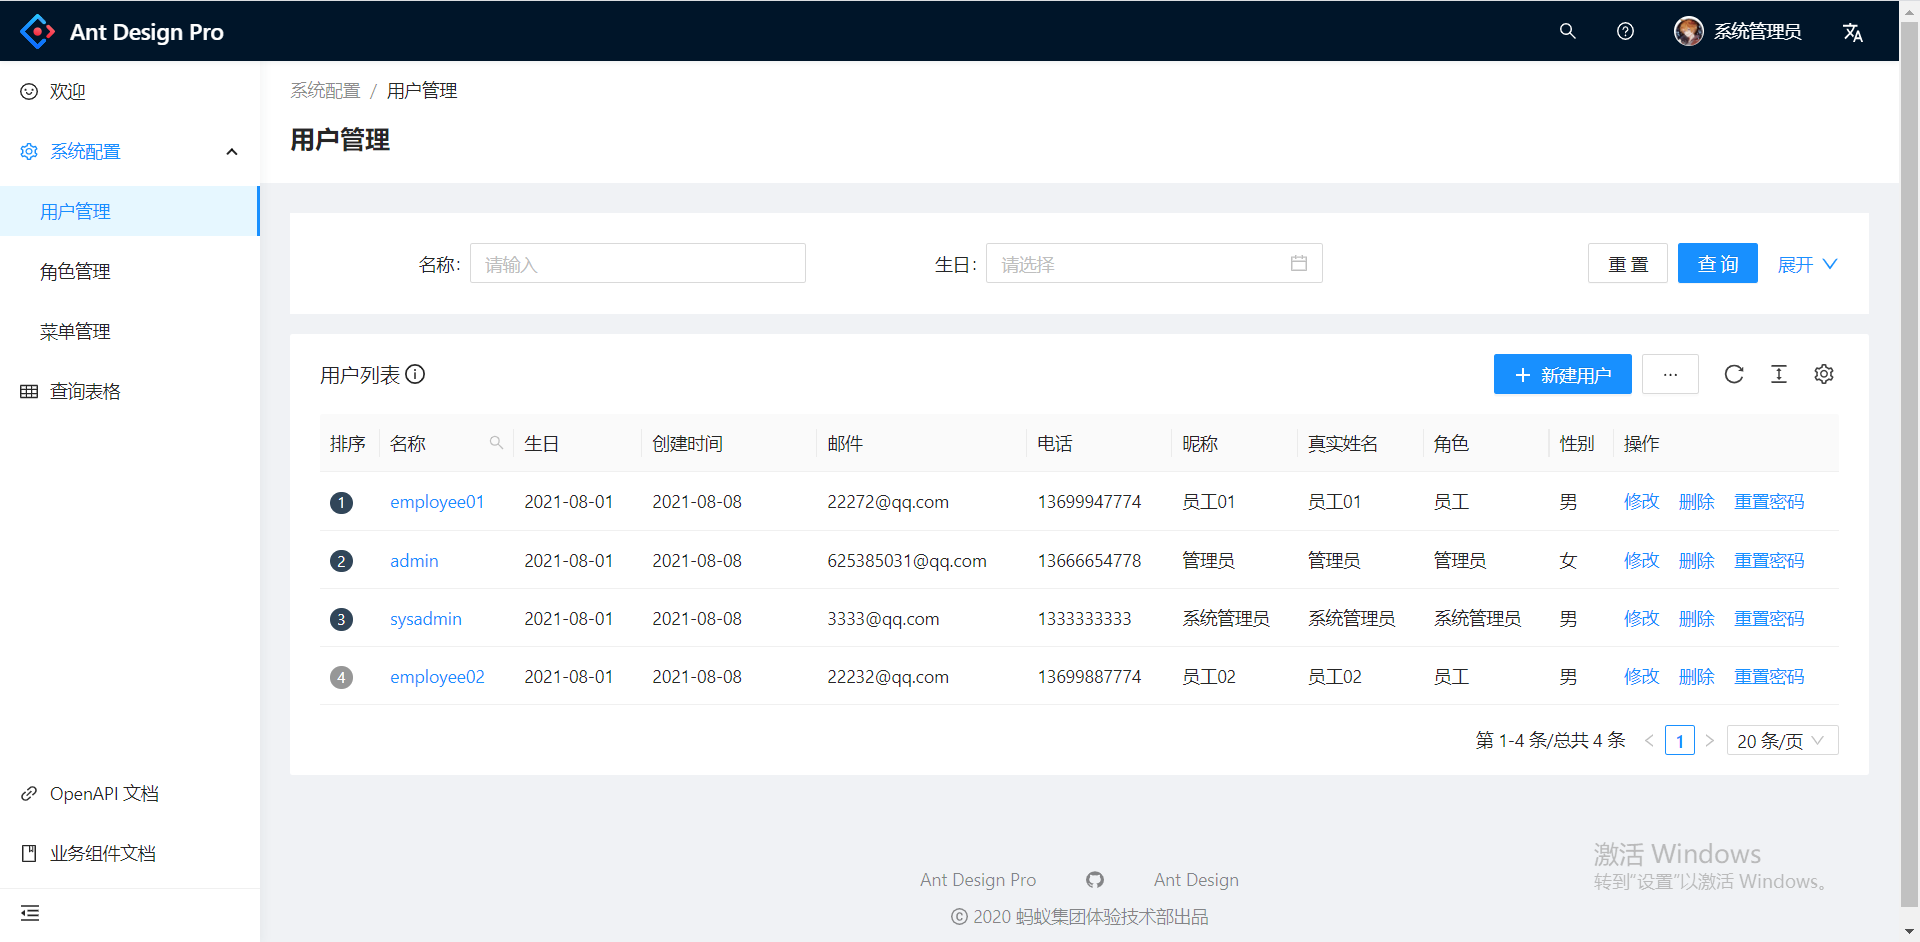 Ant Design Pro
系统管理员
欢迎
系统配置
用户管理
角色管理
菜单管理
查询表格
OpenAPI 文档
业务组件文档
系统配置 / 用户管理
用户管理
名称: 请输入 生日: 请选择 重 置 查 询 展开
用户列表 + 新建用户 ...
排序 名称 生日 创建时间 邮件 电话 昵称 真实姓名 角色 性别 操作
1 employee01 2021-08-01 2021-08-08 22272@qq.com 13699947774 员工01 员工01 员工 男 修改 删除 重置密码
2 admin 2021-08-01 2021-08-08 625385031@qq.com 13666654778 管理员 管理员 管理员 女 修改 删除 重置密码
3 sysadmin 2021-08-01 2021-08-08 3333@qq.com 1333333333 系统管理员 系统管理员 系统管理员 男 修改 删除 重置密码
4 employee02 2021-08-01 2021-08-08 22232@qq.com 13699887774 员工02 员工02 员工 男 修改 删除 重置密码
第 1-4 条/总共 4 条 < 1 > 20 条/页
激活 Windows
转到"设置"以激活 Windows。
Ant Design Pro Ant Design
© 2020 蚂蚁集团体验技术部出品